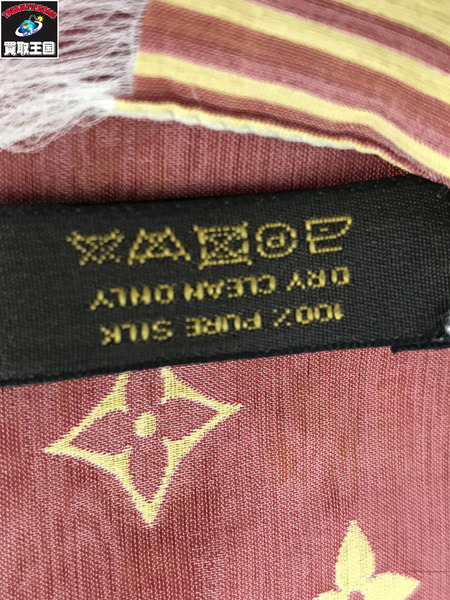 買取王国
100% PURE SILK
DRY CLEAN ONLY
P